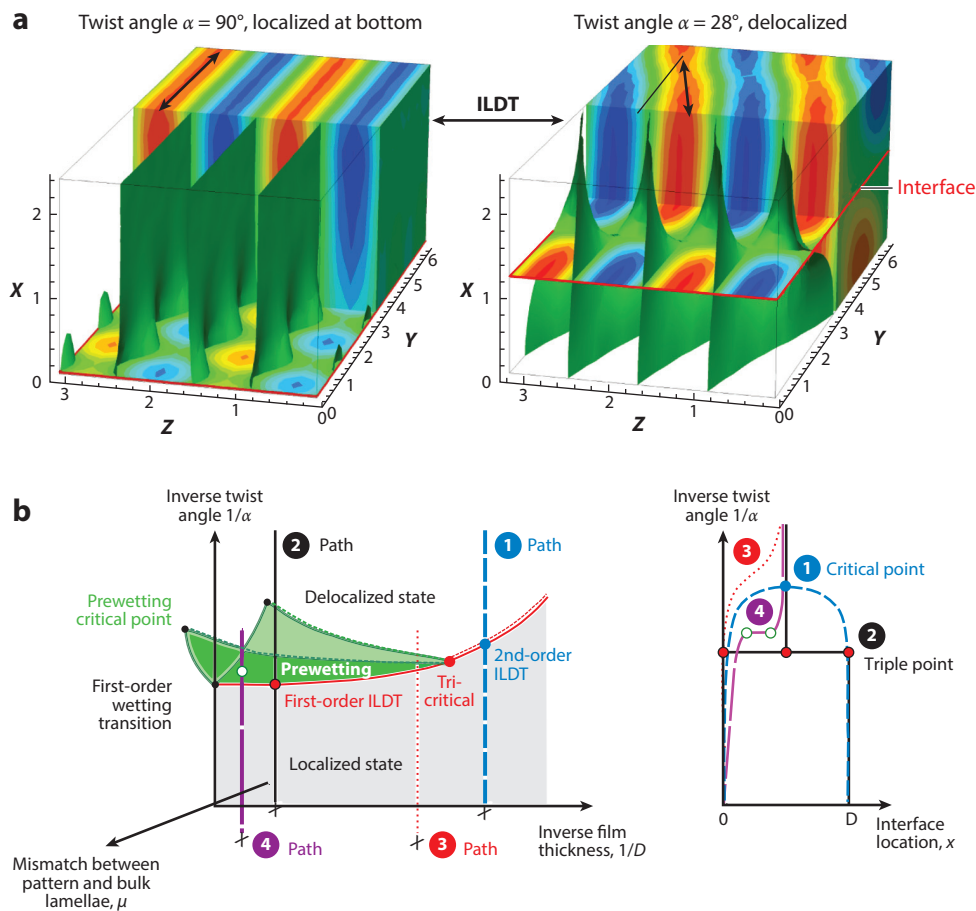 a
Twist angle α = 90°, localized at bottom
Twist angle α = 28°, delocalized
ILDT
Interface
2
1
0
X
3
2
1
0
Z
0
1
2
3
4
5
6
Y
2
1
0
X
3
2
1
0
Z
0
1
2
3
4
5
6
Y
b
Inverse twist
angle 1/α
2 Path
1 Path
Prewetting
critical point
Delocalized state
Prewetting
First-order
wetting
transition
First-order ILDT
Tri-
critical
2nd-order
ILDT
Localized state
4 Path
3 Path
Inverse film
thickness, 1/D
Mismatch between
pattern and bulk
lamellae, μ
Inverse twist
angle 1/α
3
1 Critical point
4
2
Triple point
0
D
Interface
location, x